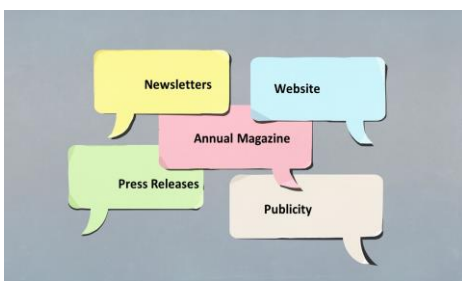 Newsletters
Website
Annual Magazine
Press Releases
Publicity